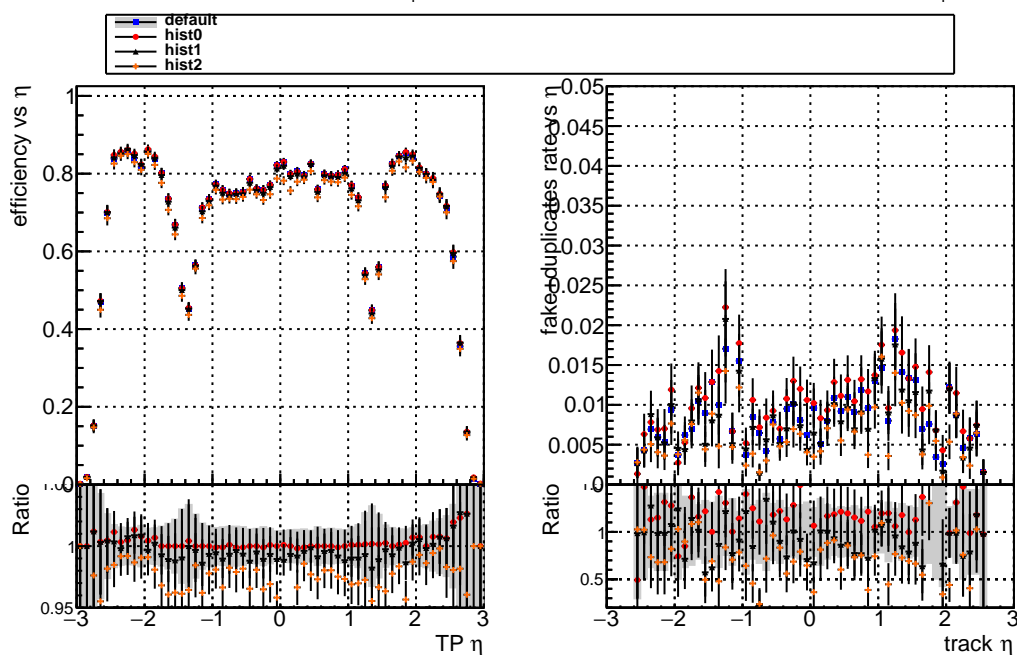 default
hist0
hist1
hist2
efficiency vs η
1
0.8
0.6
0.4
0.2
0
Ratio
1
0.95
−3 −2 −1 0 1 2 3
TP η
fake+duplicates rate vs η
0.05
0.045
0.04
0.035
0.03
0.025
0.02
0.015
0.01
0.005
0
Ratio
1
0.5
−3 −2 −1 0 1 2 3
track η